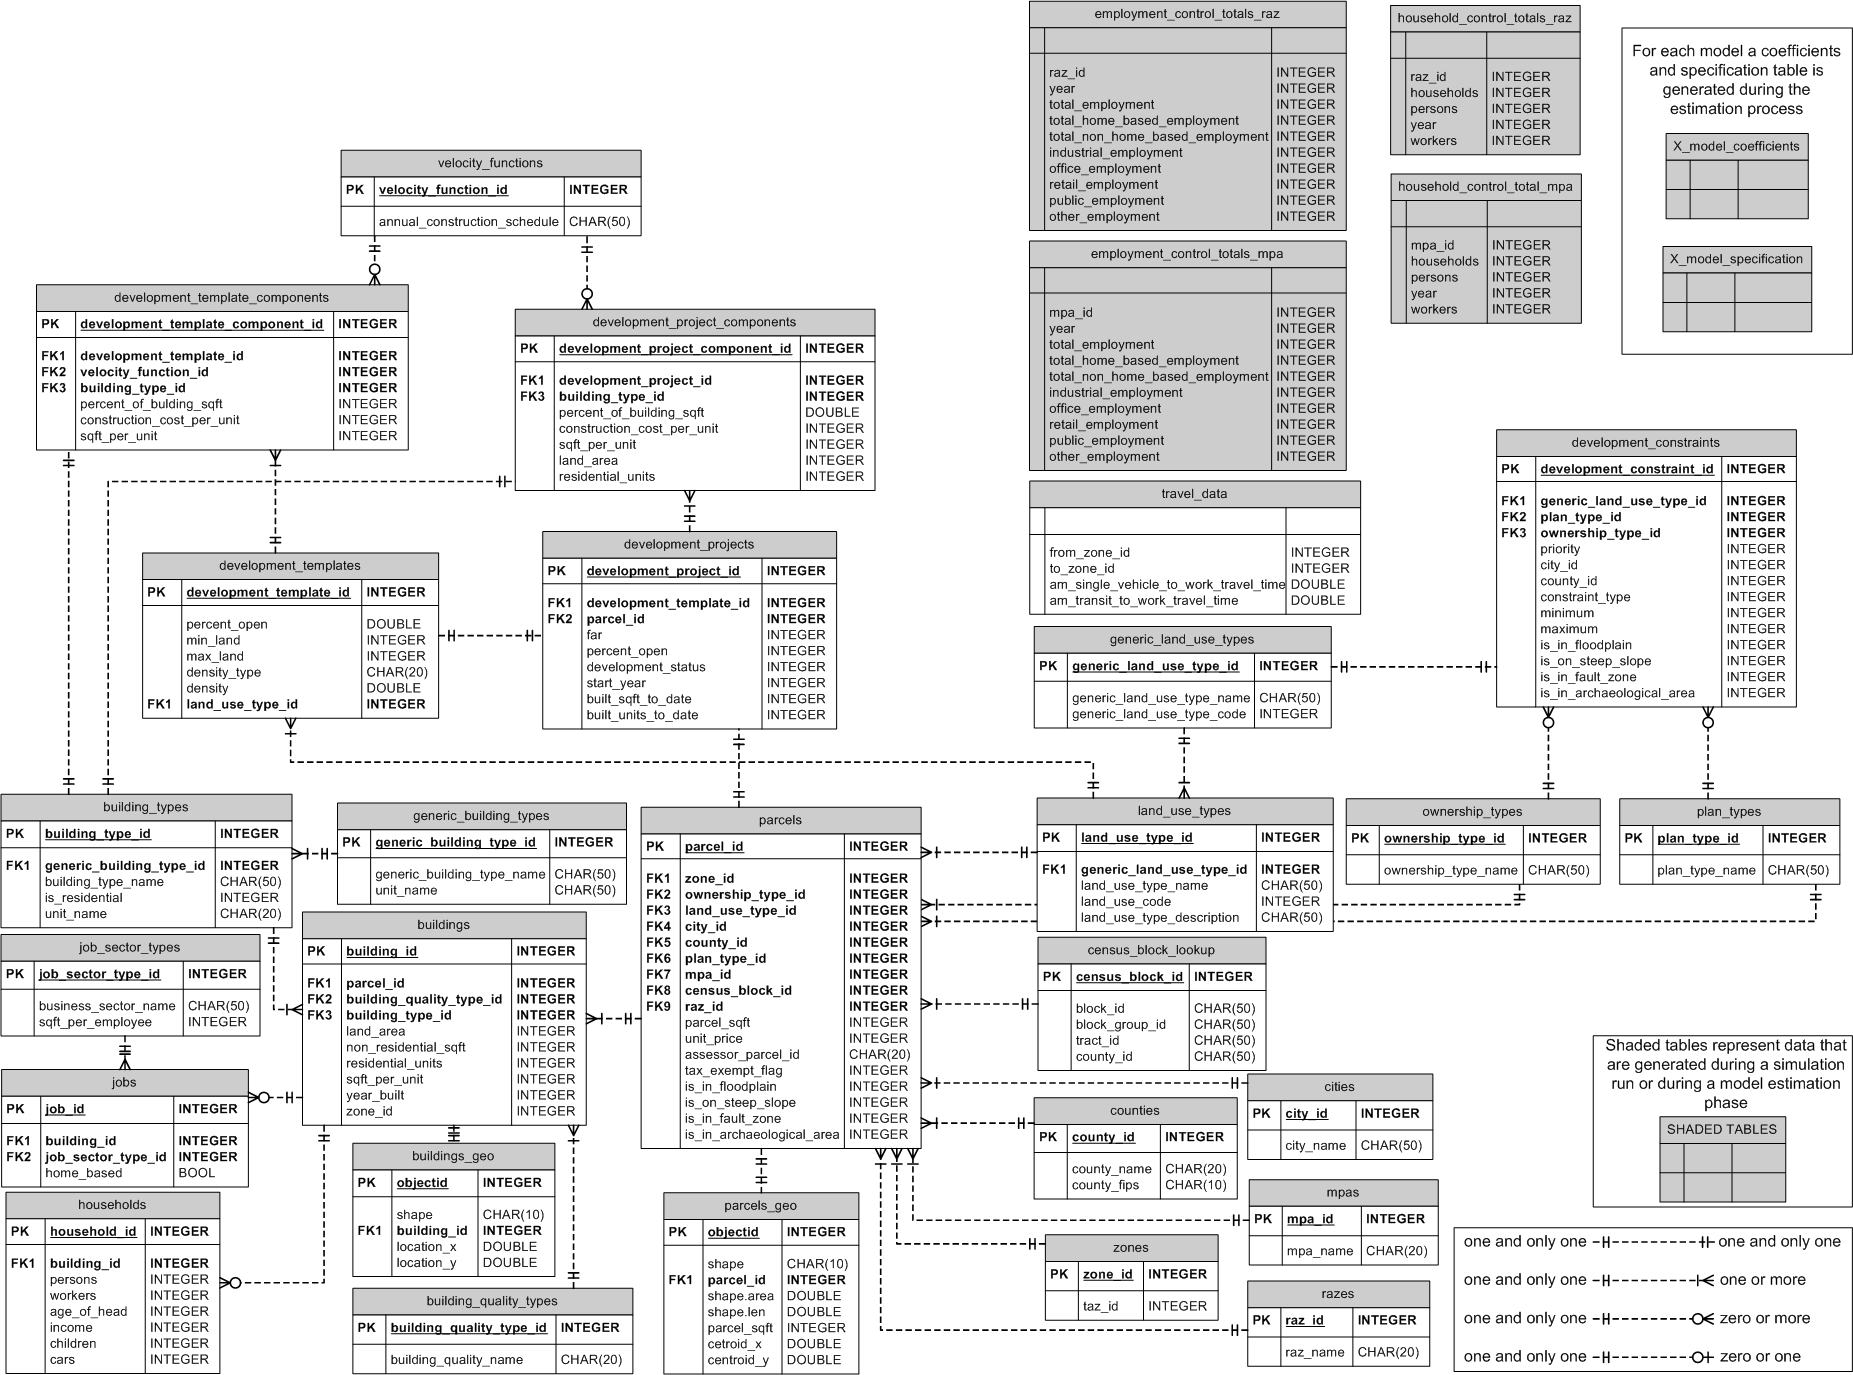 employment_control_totals_raz
raz_id INTEGER
year INTEGER
total_employment INTEGER
total_home_based_employment INTEGER
total_non_home_based_employment INTEGER
industrial_employment INTEGER
office_employment INTEGER
retail_employment INTEGER
public_employment INTEGER
other_employment INTEGER
household_control_totals_raz
raz_id INTEGER
households INTEGER
persons INTEGER
year INTEGER
workers INTEGER
For each model a coefficients
and specification table is
generated during the
estimation process
X_model_coefficients
X_model_specification
household_control_total_mpa
mpa_id INTEGER
households INTEGER
persons INTEGER
year INTEGER
workers INTEGER
velocity_functions
PK velocity_function_id INTEGER
annual_construction_schedule CHAR(50)
employment_control_totals_mpa
mpa_id INTEGER
year INTEGER
total_employment INTEGER
total_home_based_employment INTEGER
total_non_home_based_employment INTEGER
industrial_employment INTEGER
office_employment INTEGER
retail_employment INTEGER
public_employment INTEGER
other_employment INTEGER
development_template_components
PK development_template_component_id INTEGER
FK1 development_template_id INTEGER
FK2 velocity_function_id INTEGER
FK3 building_type_id INTEGER
percent_of_bulding_sqft INTEGER
construction_cost_per_unit INTEGER
sqft_per_unit INTEGER
development_project_components
PK development_project_component_id INTEGER
FK1 development_project_id INTEGER
FK3 building_type_id INTEGER
percent_of_building_sqft DOUBLE
construction_cost_per_unit INTEGER
sqft_per_unit INTEGER
land_area INTEGER
residential_units INTEGER
travel_data
from_zone_id INTEGER
to_zone_id INTEGER
am_single_vehicle_to_work_travel_time DOUBLE
am_transit_to_work_travel_time DOUBLE
development_constraints
PK development_constraint_id INTEGER
FK1 generic_land_use_type_id INTEGER
FK2 plan_type_id INTEGER
FK3 ownership_type_id INTEGER
priority INTEGER
city_id INTEGER
county_id INTEGER
constraint_type INTEGER
minimum INTEGER
maximum INTEGER
is_in_floodplain INTEGER
is_on_steep_slope INTEGER
is_in_fault_zone INTEGER
is_in_archaeological_area INTEGER
development_templates
PK development_template_id INTEGER
percent_open DOUBLE
min_land INTEGER
max_land INTEGER
density_type CHAR(20)
density DOUBLE
FK1 land_use_type_id INTEGER
development_projects
PK development_project_id INTEGER
FK1 development_template_id INTEGER
FK2 parcel_id INTEGER
far INTEGER
percent_open INTEGER
development_status INTEGER
start_year INTEGER
built_sqft_to_date INTEGER
built_units_to_date INTEGER
generic_land_use_types
PK generic_land_use_type_id INTEGER
generic_land_use_type_name CHAR(50)
generic_land_use_type_code INTEGER
building_types
PK building_type_id INTEGER
FK1 generic_building_type_id INTEGER
building_type_name CHAR(50)
is_residential INTEGER
unit_name CHAR(20)
generic_building_types
PK generic_building_type_id INTEGER
generic_building_type_name CHAR(50)
unit_name CHAR(50)
parcels
PK parcel_id INTEGER
FK1 zone_id INTEGER
FK2 ownership_type_id INTEGER
FK3 land_use_type_id INTEGER
FK4 city_id INTEGER
FK5 county_id INTEGER
FK6 plan_type_id INTEGER
FK7 mpa_id INTEGER
FK8 census_block_id INTEGER
FK9 raz_id INTEGER
parcel_sqft INTEGER
unit_price INTEGER
assessor_parcel_id CHAR(20)
tax_exempt_flag INTEGER
is_in_floodplain INTEGER
is_on_steep_slope INTEGER
is_in_fault_zone INTEGER
is_in_archaeological_area INTEGER
land_use_types
PK land_use_type_id INTEGER
FK1 generic_land_use_type_id INTEGER
land_use_type_name CHAR(50)
land_use_code INTEGER
land_use_type_description CHAR(50)
ownership_types
PK ownership_type_id INTEGER
ownership_type_name CHAR(50)
plan_types
PK plan_type_id INTEGER
plan_type_name CHAR(50)
job_sector_types
PK job_sector_type_id INTEGER
business_sector_name CHAR(50)
sqft_per_employee INTEGER
buildings
PK building_id INTEGER
FK1 parcel_id INTEGER
FK2 building_quality_type_id INTEGER
FK3 building_type_id INTEGER
land_area INTEGER
non_residential_sqft INTEGER
residential_units INTEGER
sqft_per_unit INTEGER
year_built INTEGER
zone_id INTEGER
census_block_lookup
PK census_block_id INTEGER
block_id CHAR(50)
block_group_id CHAR(50)
tract_id CHAR(50)
county_id CHAR(50)
jobs
PK job_id INTEGER
FK1 building_id INTEGER
FK2 job_sector_type_id INTEGER
home_based BOOL
counties
PK county_id INTEGER
county_name CHAR(20)
county_fips CHAR(10)
cities
PK city_id INTEGER
city_name CHAR(50)
Shaded tables represent data that
are generated during a simulation
run or during a model estimation
phase
SHADED TABLES
households
PK household_id INTEGER
FK1 building_id INTEGER
persons INTEGER
workers INTEGER
age_of_head INTEGER
income INTEGER
children INTEGER
cars INTEGER
buildings_geo
PK objectid INTEGER
shape CHAR(10)
FK1 building_id INTEGER
location_x DOUBLE
location_y DOUBLE
building_quality_types
PK building_quality_type_id INTEGER
building_quality_name CHAR(20)
parcels_geo
PK objectid INTEGER
shape CHAR(10)
FK1 parcel_id INTEGER
shape.area DOUBLE
shape.len DOUBLE
parcel_sqft INTEGER
cetroid_x DOUBLE
centroid_y DOUBLE
zones
PK zone_id INTEGER
taz_id INTEGER
mpas
PK mpa_id INTEGER
mpa_name CHAR(20)
razes
PK raz_id INTEGER
raz_name CHAR(20)
one and only one one and only one
one and only one one or more
one and only one zero or more
one and only one zero or one